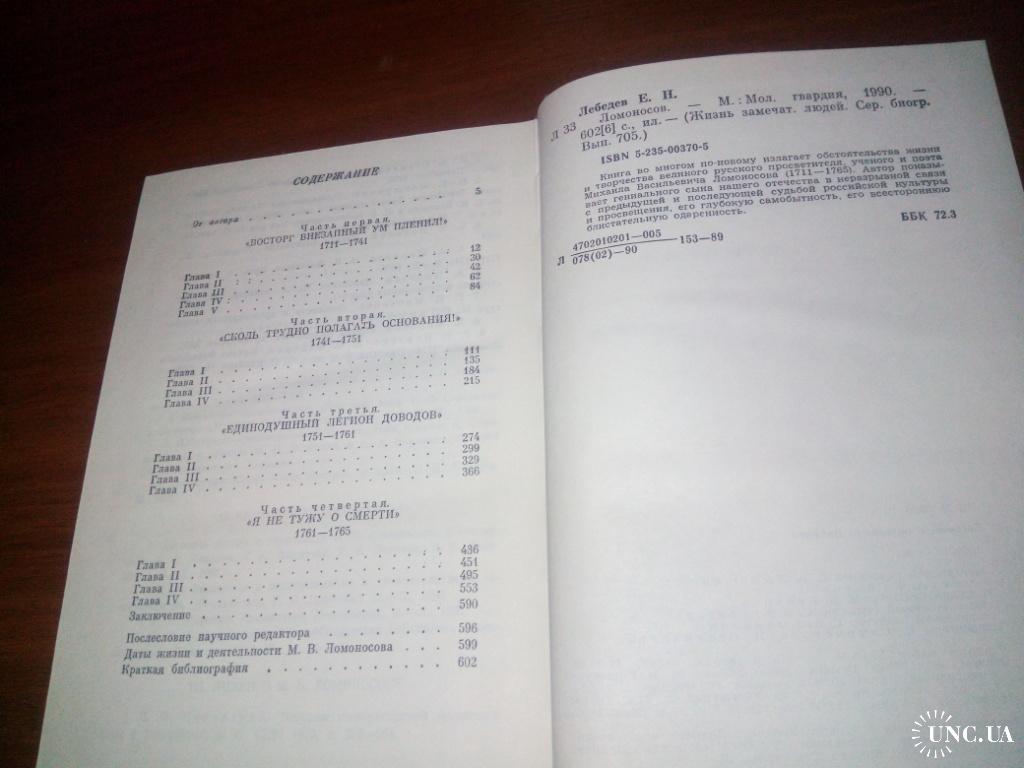 СОДЕРЖАНИЕ
От автора . . . . . . . . . . . 5
Часть первая.
«ВОСТОРГ ВНЕЗАПНЫЙ УМ ПЛЕНИЛ!»
1711—1741
Глава I . . . . . . . . . . . 12
Глава II . . . . . . . . . . . 30
Глава III . . . . . . . . . . . 42
Глава IV . . . . . . . . . . . 62
Глава V . . . . . . . . . . . 84
Часть вторая.
«СКОЛЬ ТРУДНО ПОЛАГАТЬ ОСНОВАНИЯ!»
1741—1751
Глава I . . . . . . . . . . . 111
Глава II . . . . . . . . . . . 135
Глава III . . . . . . . . . . . 184
Глава IV . . . . . . . . . . . 215
Часть третья.
«ЕДИНОДУШНЫЙ ЛЕГИОН ДОВОДОВ»
1751—1761
Глава I . . . . . . . . . . . 274
Глава II . . . . . . . . . . . 299
Глава III . . . . . . . . . . . 329
Глава IV . . . . . . . . . . . 366
Часть четвертая.
«Я НЕ ТУЖУ О СМЕРТИ»
1761—1765
Глава I . . . . . . . . . . . 436
Глава II . . . . . . . . . . . 451
Глава III . . . . . . . . . . . 495
Глава IV . . . . . . . . . . . 553
Заключение . . . . . . . . . . . 590
Послесловие научного редактора . . . . . . . 596
Даты жизни и деятельности М. В. Ломоносова . . . 599
Краткая библиография . . . . . . . . . . . 602
Лебедев Е. Н.
Л 33 Ломоносов. — М.: Мол. гвардия, 1990. —
602[6] с., ил. — (Жизнь замечат. людей. Сер. биогр.
Вып. 705.)
ISBN 5-235-00370-5
Книга во многом по-новому излагает обстоятельства жизни
и творчества великого русского просветителя, ученого и поэта
Михаила Васильевича Ломоносова (1711—1765). Автор показы-
вает гениального сына нашего отечества в неразрывной связи
с предыдущей и последующей судьбой российской культуры
и просвещения, его глубокую самобытность, его всестороннюю
блистательную одаренность.
Л 4702010201—005
078(02)—90 153—89
ББК 72.3
UNC.UA